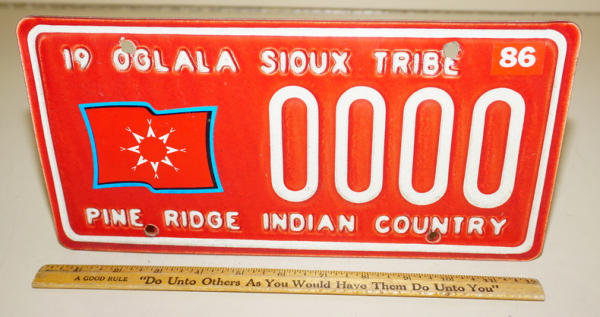 19 OGLALA SIOUX TRIBE 86
0000
PINE RIDGE INDIAN COUNTRY
A GOOD RULE "Do Unto Others As You Would Have Them Do Unto You"